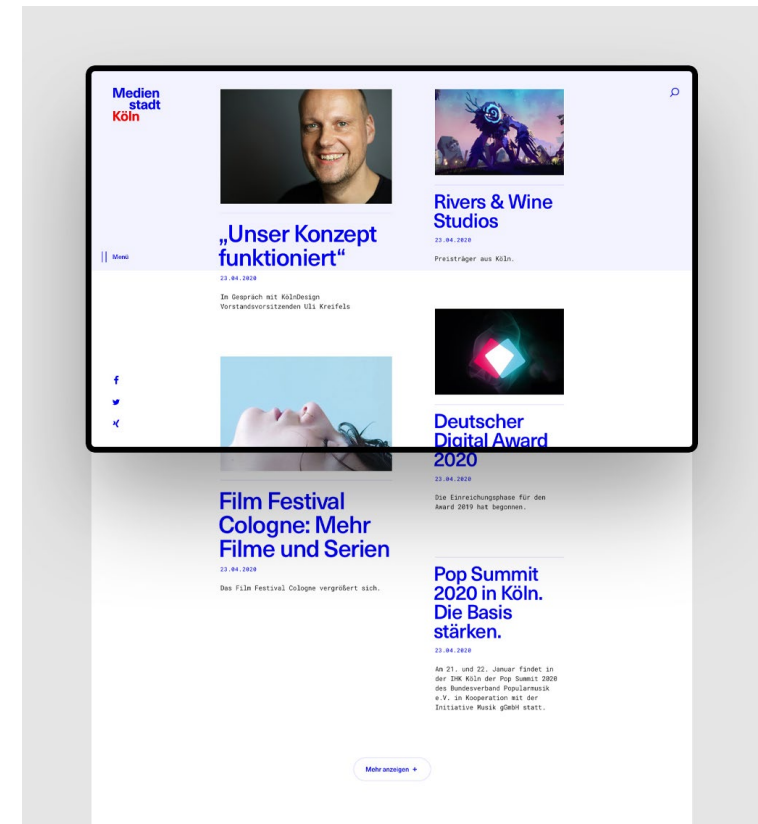 Medien
stadt
Köln
Menü
„Unser Konzept
funktioniert“
23.04.2020
Im Gespräch mit KölnDesign
Vorstandsvorsitzenden Uli Kreifels
Film Festival
Cologne: Mehr
Filme und Serien
23.04.2020
Das Film Festival Cologne vergrößert sich.
Rivers & Wine
Studios
23.04.2020
Preisträger aus Köln.
Deutscher
Digital Award
2020
23.04.2020
Die Einreichungsphase für den
Award 2019 hat begonnen.
Pop Summit
2020 in Köln.
Die Basis
stärken.
23.04.2020
Am 21. und 22. Januar findet in
der IHK Köln der Pop Summit 2020
des Bundesverband Popularmusik
e.V. in Kooperation mit der
Initiative Musik gGmbH statt.
Mehr anzeigen +